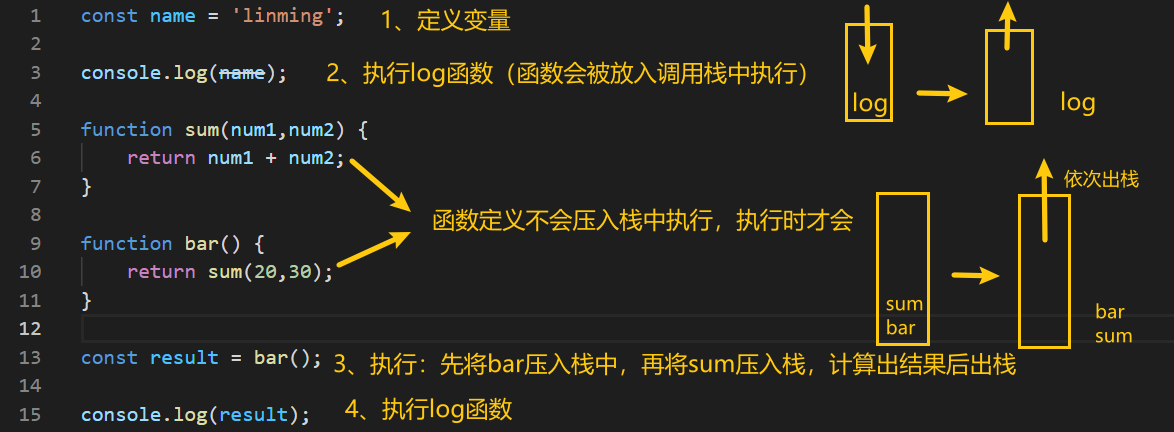 1 const name = 'linming'; 1、定义变量
2
3 console.log(name); 2、执行log函数（函数会被放入调用栈中执行）
log
log
4
5 function sum(num1,num2) {
6 return num1 + num2;
7 }
依次出栈
8
函数定义不会压入栈中执行，执行时才会
9 function bar() {
10 return sum(20,30);
11 }
sum
bar
bar
sum
12
13 const result = bar(); 3、执行：先将bar压入栈中，再将sum压入栈，计算出结果后出栈
14
15 console.log(result); 4、执行log函数